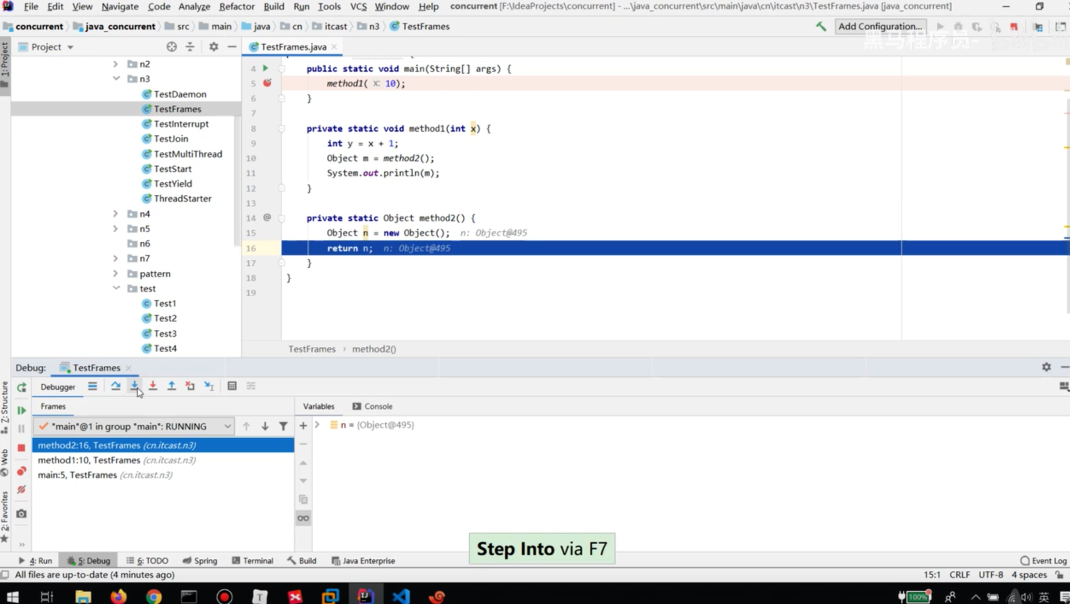 File Edit View Navigate Code Analyze Refactor Build Run Tools VCS Window Help concurrent [F:\IdeaProjects\concurrent] - ...\java_concurrent\src\main\java\cn\itcast\n3\TestFrames.java [java_concurrent]
concurrent java_concurrent src main java cn itcast n3 TestFrames Add Configuration...
黑马程序员
1: Project
Project
TestFrames.java
n2
n3
TestDaemon
TestFrames
TestInterrupt
TestJoin
TestMultiThread
TestStart
TestYield
ThreadStarter
n4
n5
n6
n7
pattern
test
Test1
Test2
Test3
Test4
4 public static void main(String[] args) {
5 method1( x: 10);
6 }
7
8 private static void method1(int x) {
9 int y = x + 1;
10 Object m = method2();
11 System.out.println(m);
12 }
13
14 @ private static Object method2() {
15 Object n = new Object(); n: Object@495
16 return n; n: Object@495
17 }
18 }
19
TestFrames › method2()
Debug: TestFrames
Debugger
Frames
Variables Console
"main"@1 in group "main": RUNNING
method2:16, TestFrames (cn.itcast.n3)
method1:10, TestFrames (cn.itcast.n3)
main:5, TestFrames (cn.itcast.n3)
n = {Object@495}
Z: Structure
Web
2: Favorites
Step Into via F7
4: Run 5: Debug 6: TODO Spring Terminal Build Java Enterprise Event Log
All files are up-to-date (4 minutes ago) 15:1 CRLF UTF-8 4 spaces
100% 英